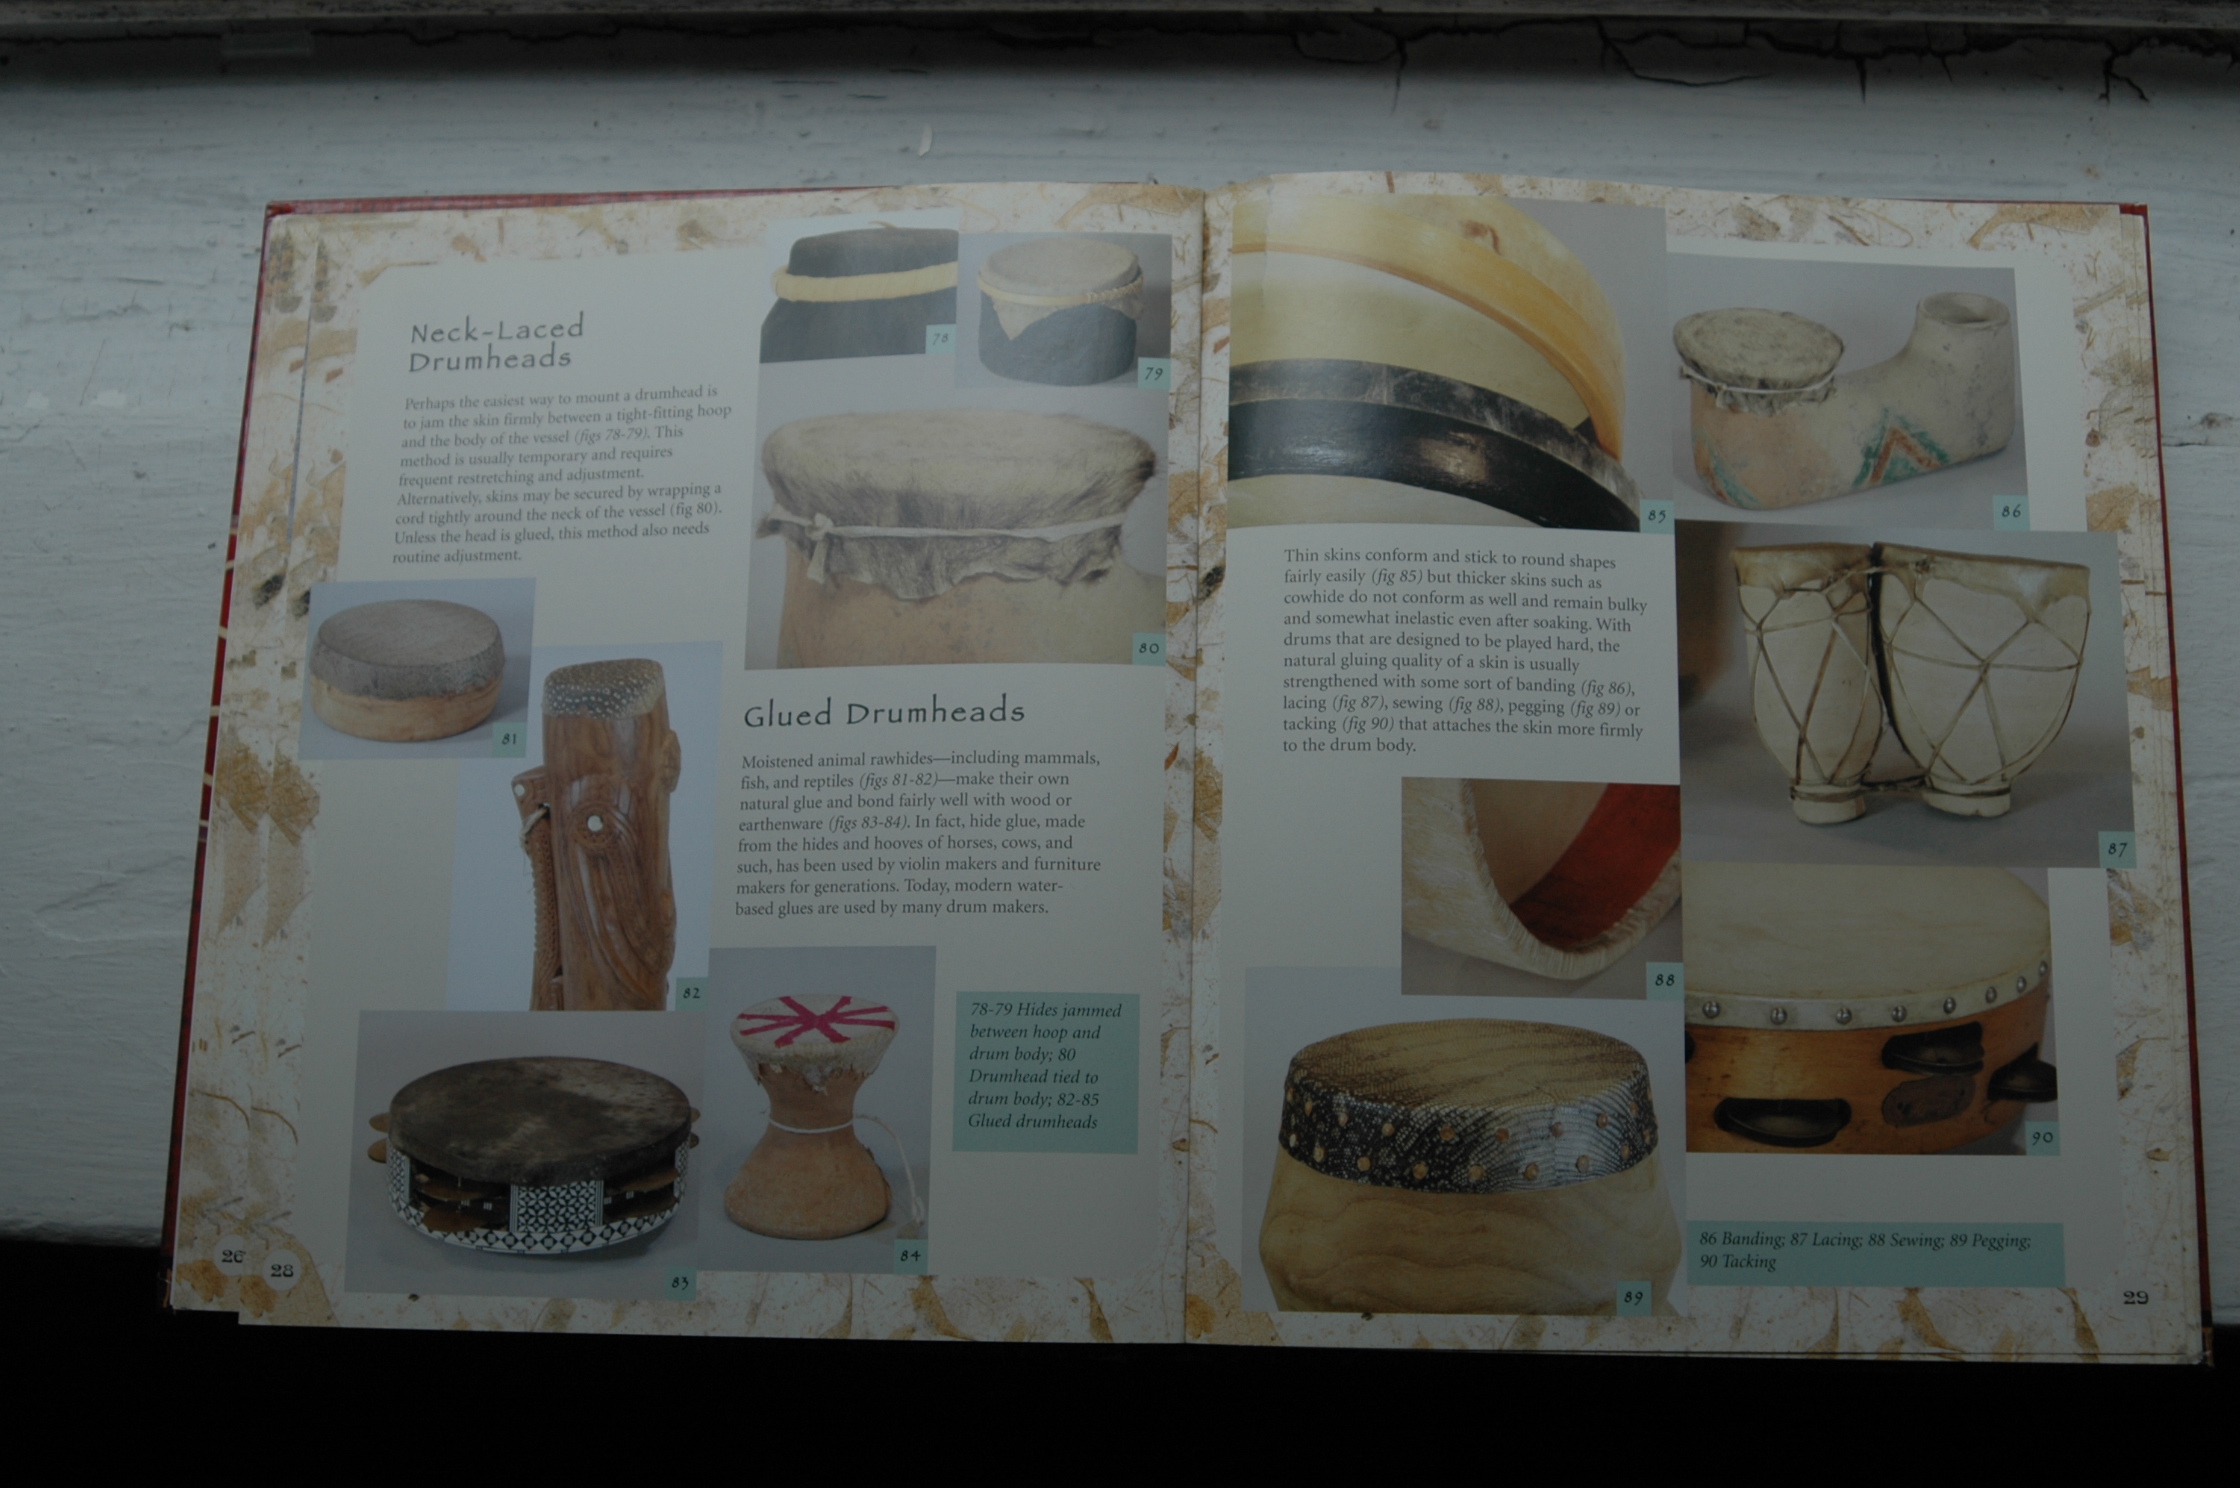 Neck-Laced
Drumheads
Perhaps the easiest way to mount a drumhead is
to jam the skin firmly between a tight-fitting hoop
and the body of the vessel (figs 78-79). This
method is usually temporary and requires
frequent restretching and adjustment.
Alternatively, skins may be secured by wrapping a
cord tightly around the neck of the vessel (fig 80).
Unless the head is glued, this method also needs
routine adjustment.
78
79
80
81
82
Glued Drumheads
Moistened animal rawhides—including mammals,
fish, and reptiles (figs 81-82)—make their own
natural glue and bond fairly well with wood or
earthenware (figs 83-84). In fact, hide glue, made
from the hides and hooves of horses, cows, and
such, has been used by violin makers and furniture
makers for generations. Today, modern water-
based glues are used by many drum makers.
83
84
78-79 Hides jammed
between hoop and
drum body; 80
Drumhead tied to
drum body; 82-85
Glued drumheads
26
28
85
86
Thin skins conform and stick to round shapes
fairly easily (fig 85) but thicker skins such as
cowhide do not conform as well and remain bulky
and somewhat inelastic even after soaking. With
drums that are designed to be played hard, the
natural gluing quality of a skin is usually
strengthened with some sort of banding (fig 86),
lacing (fig 87), sewing (fig 88), pegging (fig 89) or
tacking (fig 90) that attaches the skin more firmly
to the drum body.
87
88
89
90
86 Banding; 87 Lacing; 88 Sewing; 89 Pegging;
90 Tacking
29